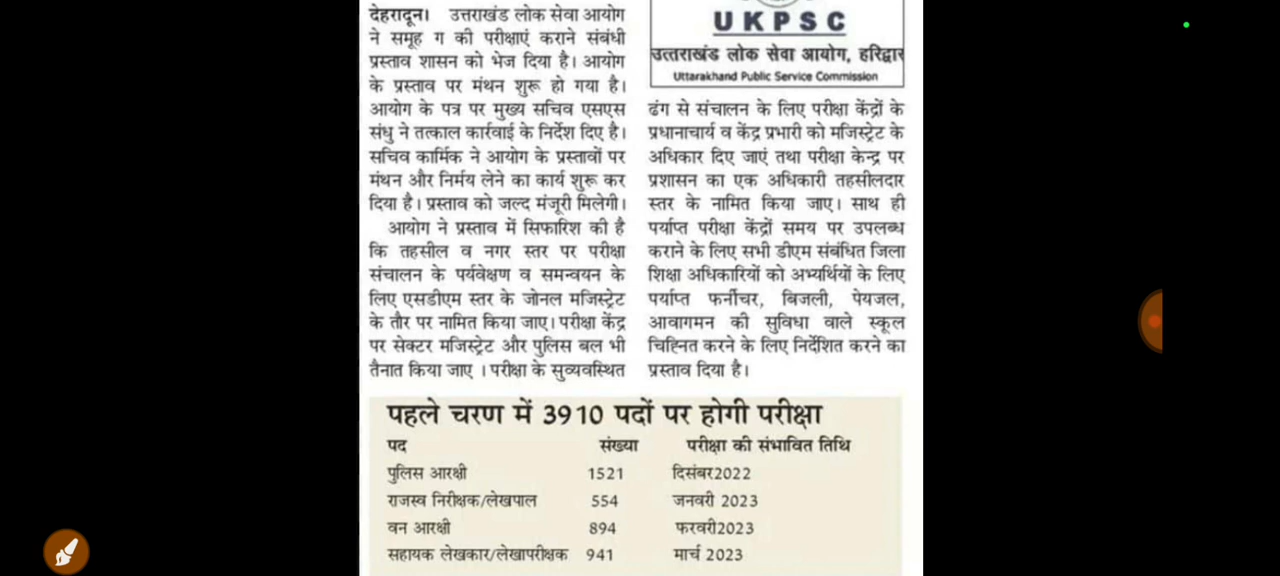 देहरादून। उत्तराखंड लोक सेवा आयोग
ने समूह ग की परीक्षाएं कराने संबंधी
प्रस्ताव शासन को भेज दिया है। आयोग
के प्रस्ताव पर मंथन शुरू हो गया है।
आयोग के पत्र पर मुख्य सचिव एसएस
संधु ने तत्काल कार्रवाई के निर्देश दिए है।
सचिव कार्मिक ने आयोग के प्रस्तावों पर
मंथन और निर्मय लेने का कार्य शुरू कर
दिया है। प्रस्ताव को जल्द मंजूरी मिलेगी।
आयोग ने प्रस्ताव में सिफारिश की है
कि तहसील व नगर स्तर पर परीक्षा
संचालन के पर्यवेक्षण व समन्वयन के
लिए एसडीएम स्तर के जोनल मजिस्ट्रेट
के तौर पर नामित किया जाए। परीक्षा केंद्र
पर सेक्टर मजिस्ट्रेट और पुलिस बल भी
तैनात किया जाए । परीक्षा के सुव्यवस्थित
UKPSC
उत्तराखंड लोक सेवा आयोग, हरिद्वार
Uttarakhand Public Service Commission
ढंग से संचालन के लिए परीक्षा केंद्रों के
प्रधानाचार्य व केंद्र प्रभारी को मजिस्ट्रेट के
अधिकार दिए जाएं तथा परीक्षा केन्द्र पर
प्रशासन का एक अधिकारी तहसीलदार
स्तर के नामित किया जाए। साथ ही
पर्याप्त परीक्षा केंद्रों समय पर उपलब्ध
कराने के लिए सभी डीएम संबंधित जिला
शिक्षा अधिकारियों को अभ्यर्थियों के लिए
पर्याप्त फर्नीचर, बिजली, पेयजल,
आवागमन की सुविधा वाले स्कूल
चिह्नित करने के लिए निर्देशित करने का
प्रस्ताव दिया है।
पहले चरण में 3910 पदों पर होगी परीक्षा
पद संख्या परीक्षा की संभावित तिथि
पुलिस आरक्षी 1521 दिसंबर2022
राजस्व निरीक्षक/लेखपाल 554 जनवरी 2023
वन आरक्षी 894 फरवरी2023
सहायक लेखकार/लेखापरीक्षक 941 मार्च 2023